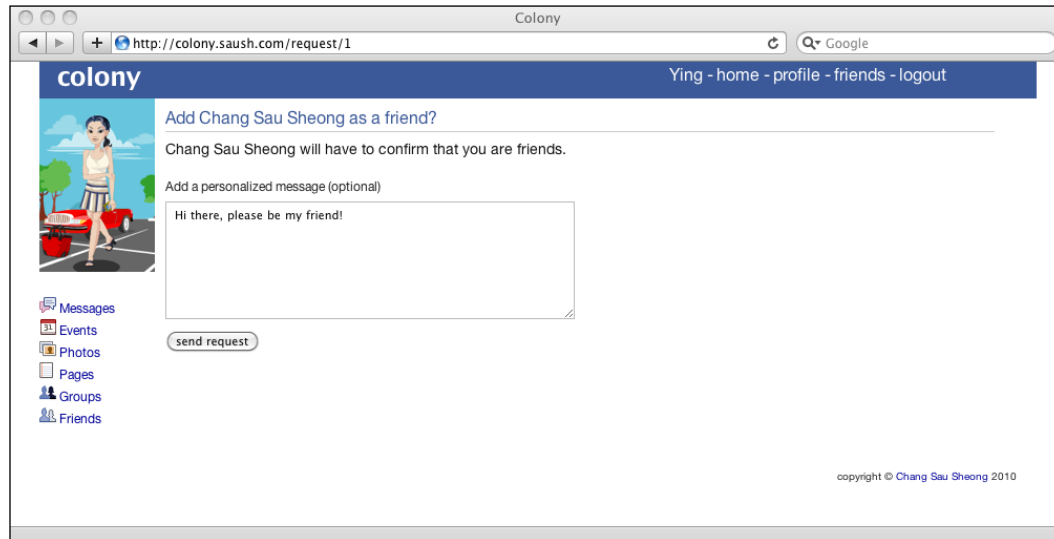 Colony
http://colony.saush.com/request/1
Google
colony
Ying - home - profile - friends - logout
Add Chang Sau Sheong as a friend?
Chang Sau Sheong will have to confirm that you are friends.
Add a personalized message (optional)
Hi there, please be my friend!
send request
Messages
31 Events
Photos
Pages
Groups
Friends
copyright © Chang Sau Sheong 2010